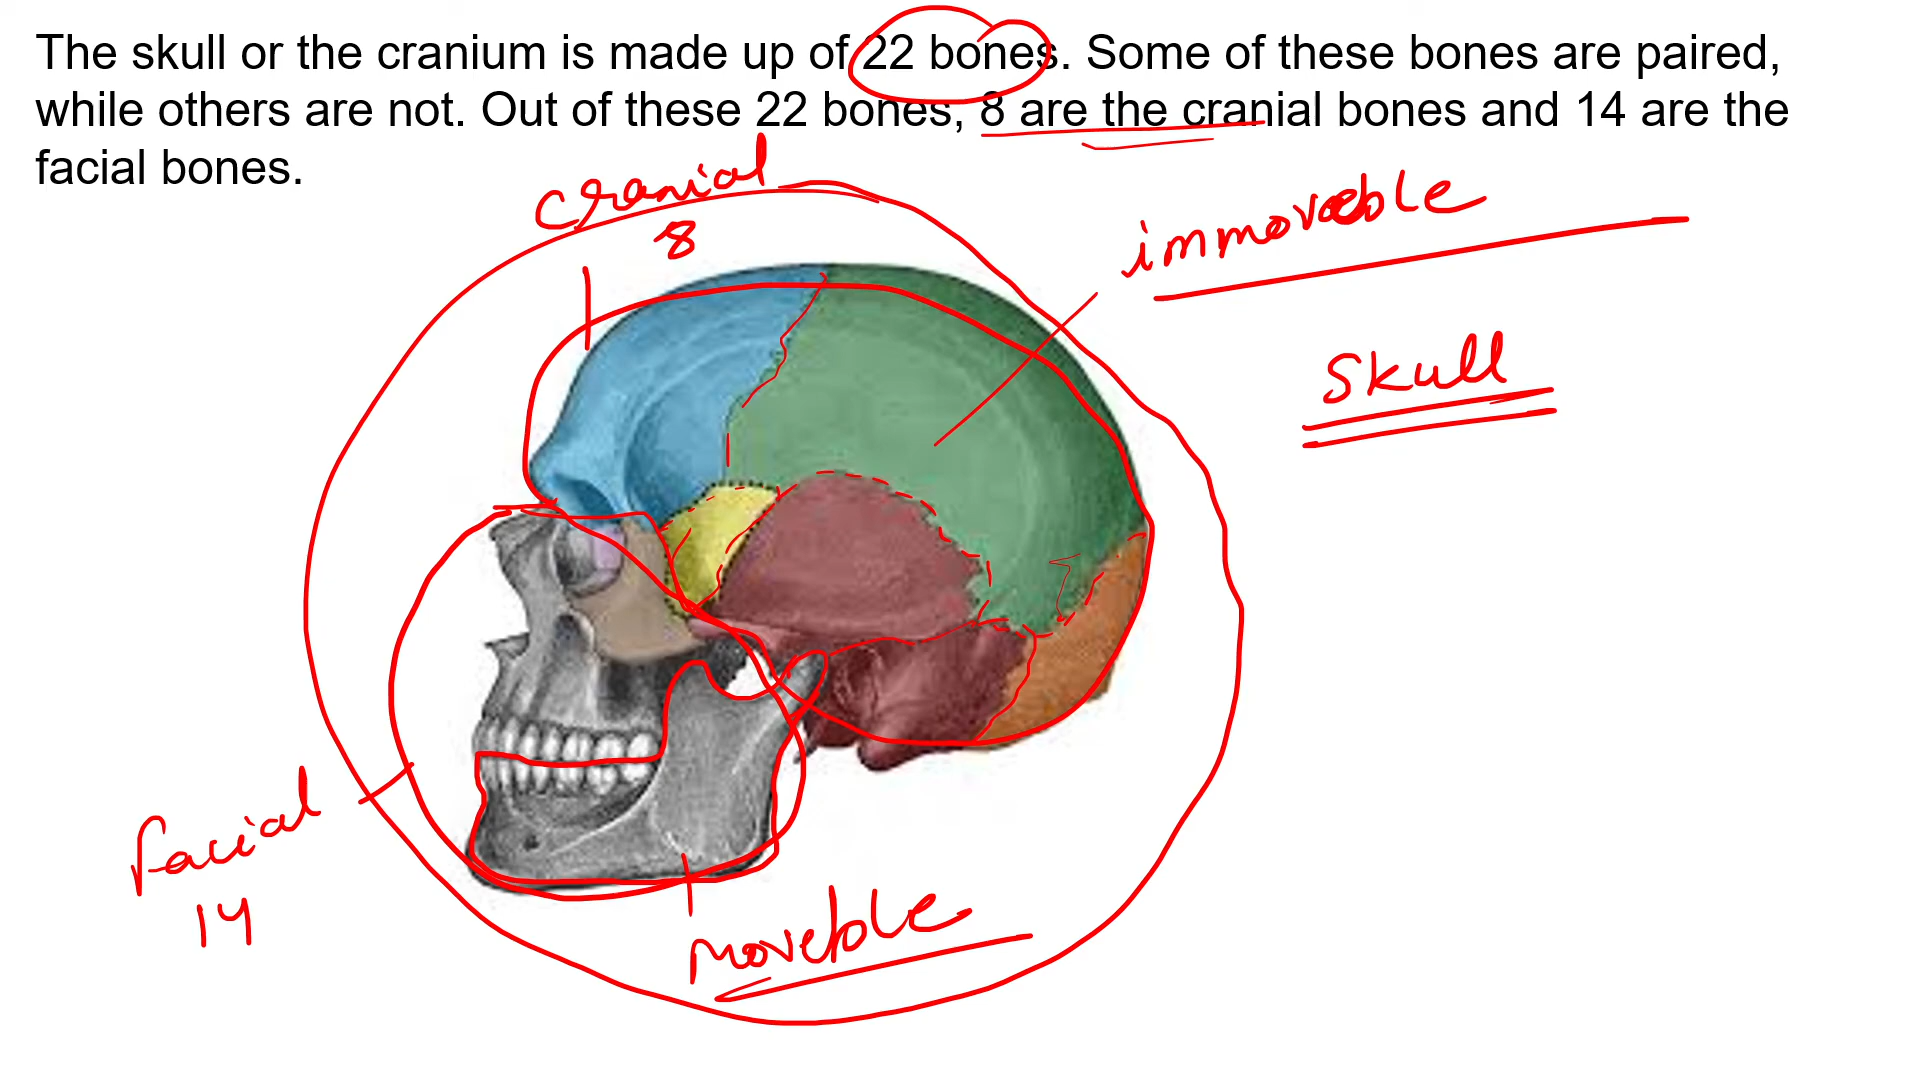 The skull or the cranium is made up of 22 bones. Some of these bones are paired,
while others are not. Out of these 22 bones, 8 are the cranial bones and 14 are the
facial bones.
Cranial
8
immovable
Skull
Facial
14
Moveble